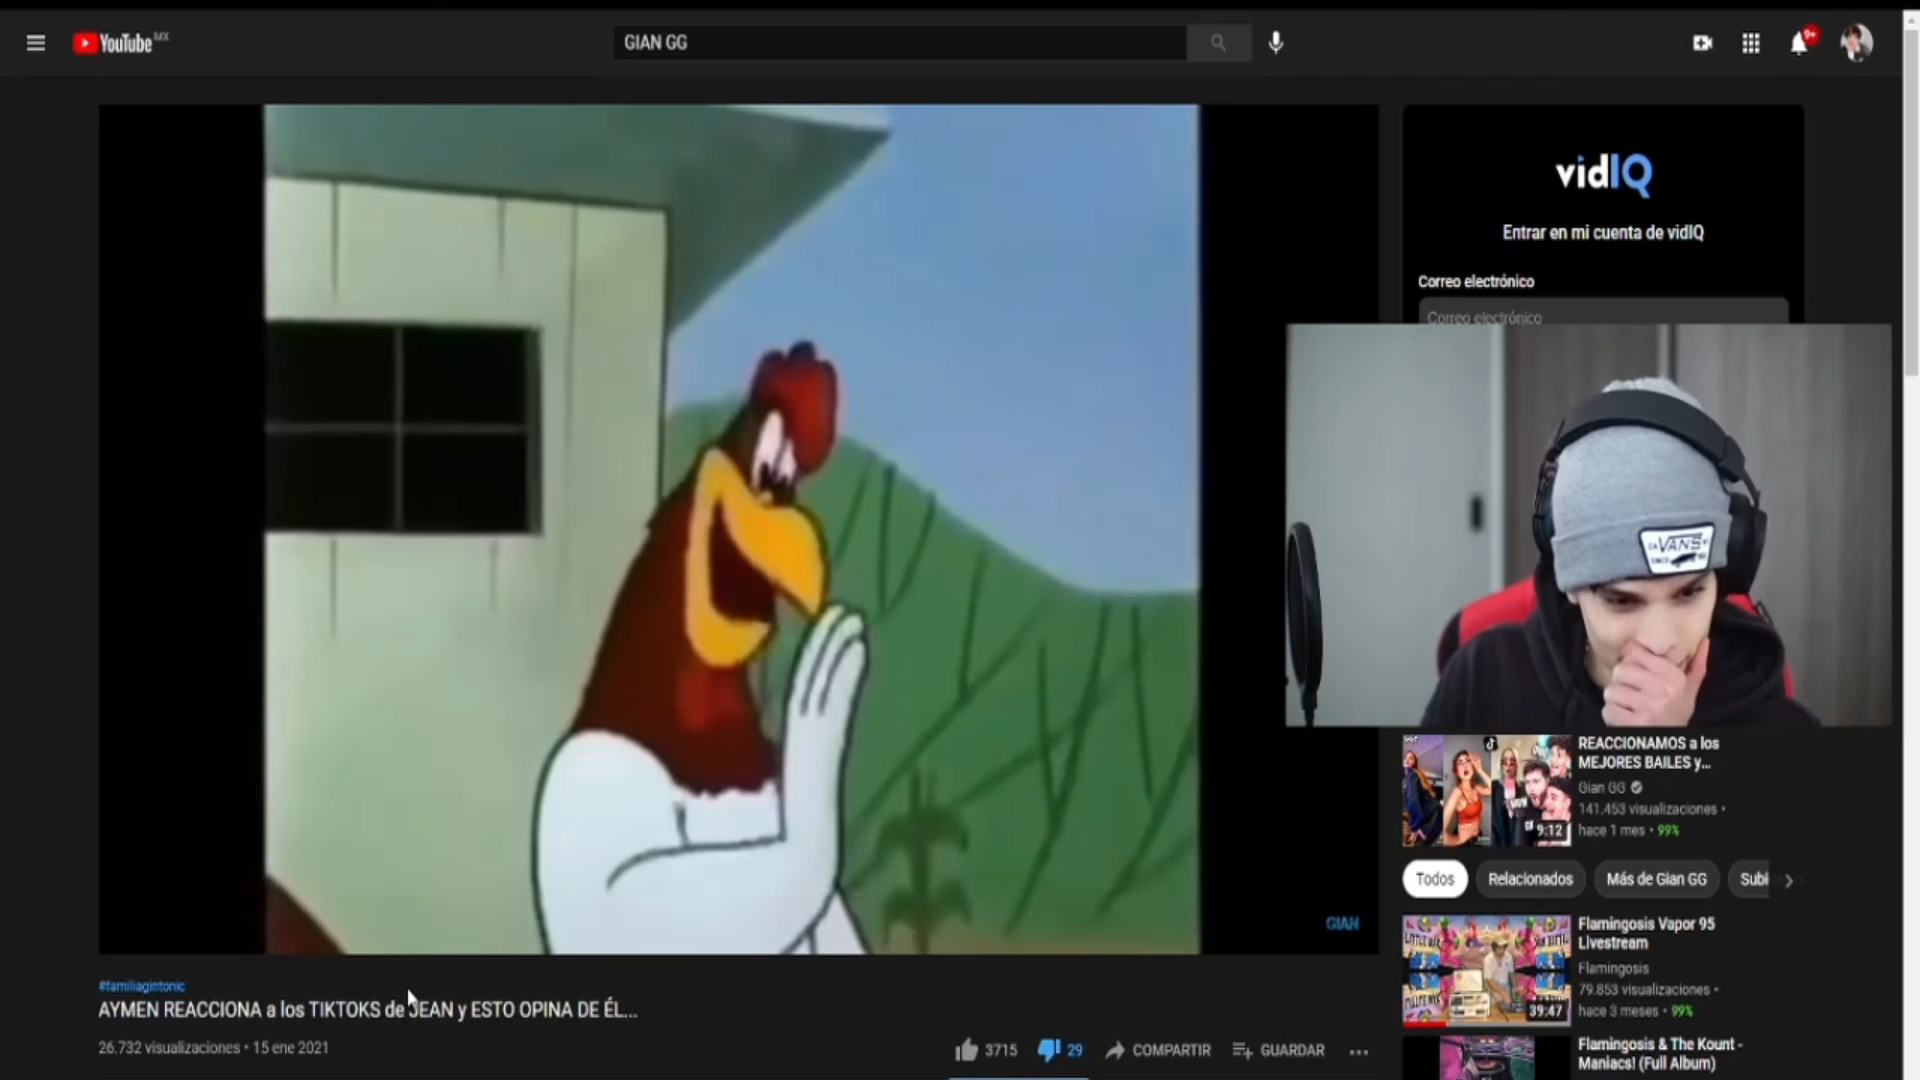 YouTube MX
GIAN GG
9+
vidIQ
Entrar en mi cuenta de vidIQ
Correo electrónico
Correo electrónico
VANS
GIAN
REACCIONAMOS a los
MEJORES BAILES y...
Gian GG
141.453 visualizaciones •
hace 1 mes • 99%
9:12
Todos
Relacionados
Más de Gian GG
Subi
Flamingosis Vapor 95
Livestream
Flamingosis
79.853 visualizaciones •
hace 3 meses • 99%
39:47
Flamingosis & The Kount -
Maniacs! (Full Album)
#familiagintonic
AYMEN REACCIONA a los TIKTOKS de JEAN y ESTO OPINA DE ÉL...
26.732 visualizaciones • 15 ene 2021
3715
29
COMPARTIR
GUARDAR